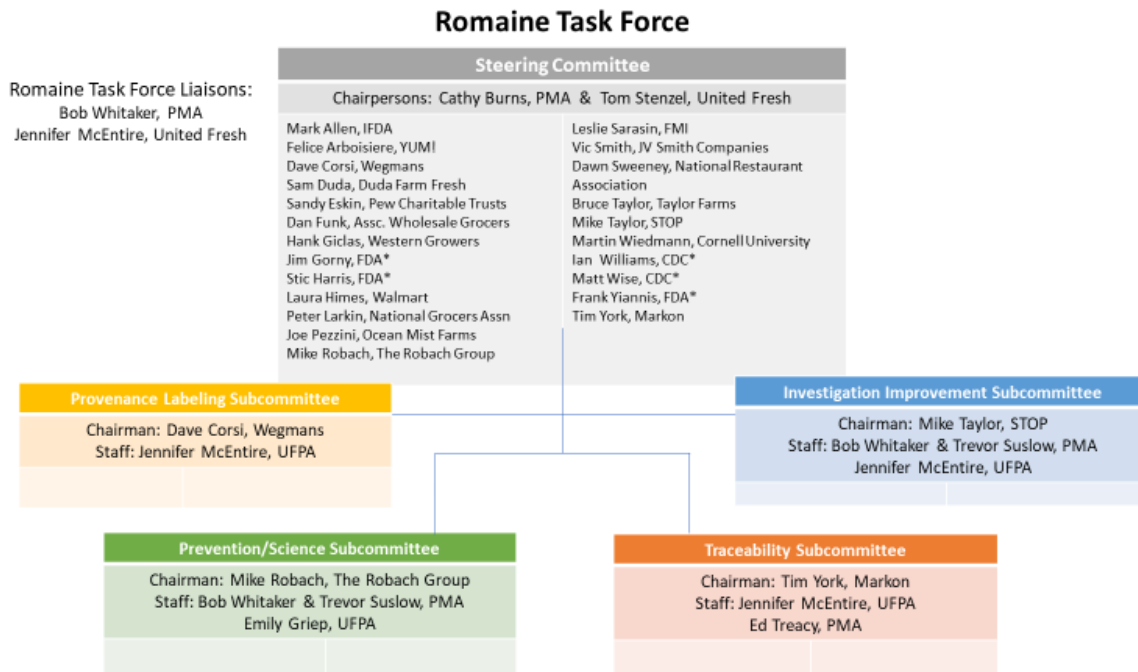 Romaine Task Force
Romaine Task Force Liaisons:
Bob Whitaker, PMA
Jennifer McEntire, United Fresh
Steering Committee
Chairpersons: Cathy Burns, PMA & Tom Stenzel, United Fresh
Mark Allen, IFDA
Felice Arboisiere, YUM!
Dave Corsi, Wegmans
Sam Duda, Duda Farm Fresh
Sandy Eskin, Pew Charitable Trusts
Dan Funk, Assc. Wholesale Grocers
Hank Giclas, Western Growers
Jim Gorny, FDA*
Stic Harris, FDA*
Laura Himes, Walmart
Peter Larkin, National Grocers Assn
Joe Pezzini, Ocean Mist Farms
Mike Robach, The Robach Group
Leslie Sarasin, FMI
Vic Smith, JV Smith Companies
Dawn Sweeney, National Restaurant
Association
Bruce Taylor, Taylor Farms
Mike Taylor, STOP
Martin Wiedmann, Cornell University
Ian Williams, CDC*
Matt Wise, CDC*
Frank Yiannis, FDA*
Tim York, Markon
Provenance Labeling Subcommittee
Chairman: Dave Corsi, Wegmans
Staff: Jennifer McEntire, UFPA
Investigation Improvement Subcommittee
Chairman: Mike Taylor, STOP
Staff: Bob Whitaker & Trevor Suslow, PMA
Jennifer McEntire, UFPA
Prevention/Science Subcommittee
Chairman: Mike Robach, The Robach Group
Staff: Bob Whitaker & Trevor Suslow, PMA
Emily Griep, UFPA
Traceability Subcommittee
Chairman: Tim York, Markon
Staff: Jennifer McEntire, UFPA
Ed Treacy, PMA